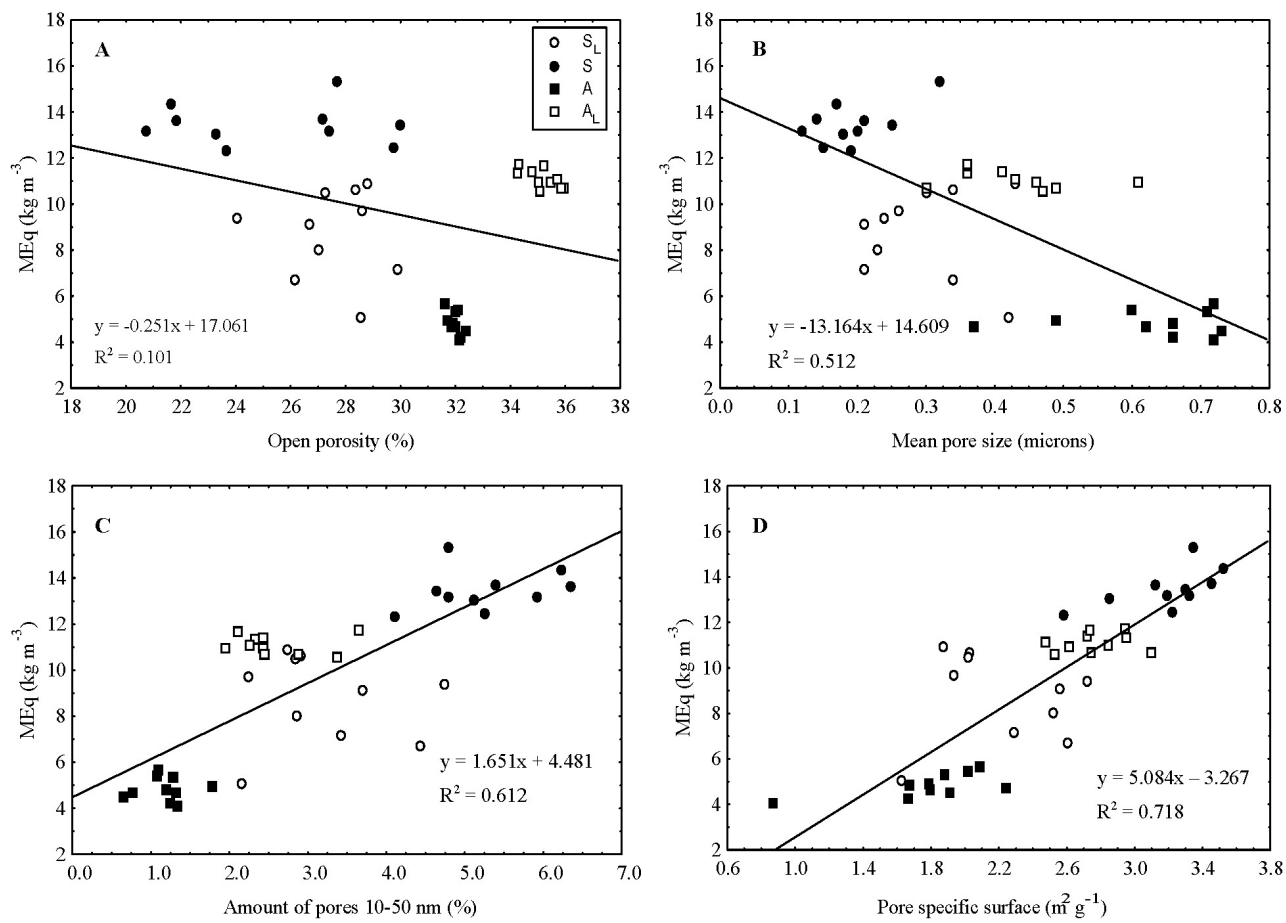 A
S_L
S
A
A_L
18
16
14
12
10
8
6
4
2
MEq (kg m⁻³)
y = -0.251x + 17.061
R² = 0.101
18 20 22 24 26 28 30 32 34 36 38
Open porosity (%)
B
18
16
14
12
10
8
6
4
2
MEq (kg m⁻³)
y = -13.164x + 14.609
R² = 0.512
0.0 0.1 0.2 0.3 0.4 0.5 0.6 0.7 0.8
Mean pore size (microns)
C
18
16
14
12
10
8
6
4
2
MEq (kg m⁻³)
y = 1.651x + 4.481
R² = 0.612
1.0 2.0 3.0 4.0 5.0 6.0 7.0
Amount of pores 10-50 nm (%)
D
18
16
14
12
10
8
6
4
2
MEq (kg m⁻³)
y = 5.084x – 3.267
R² = 0.718
0.6 1.0 1.4 1.8 2.2 2.6 3.0 3.4 3.8
Pore specific surface (m² g⁻¹)